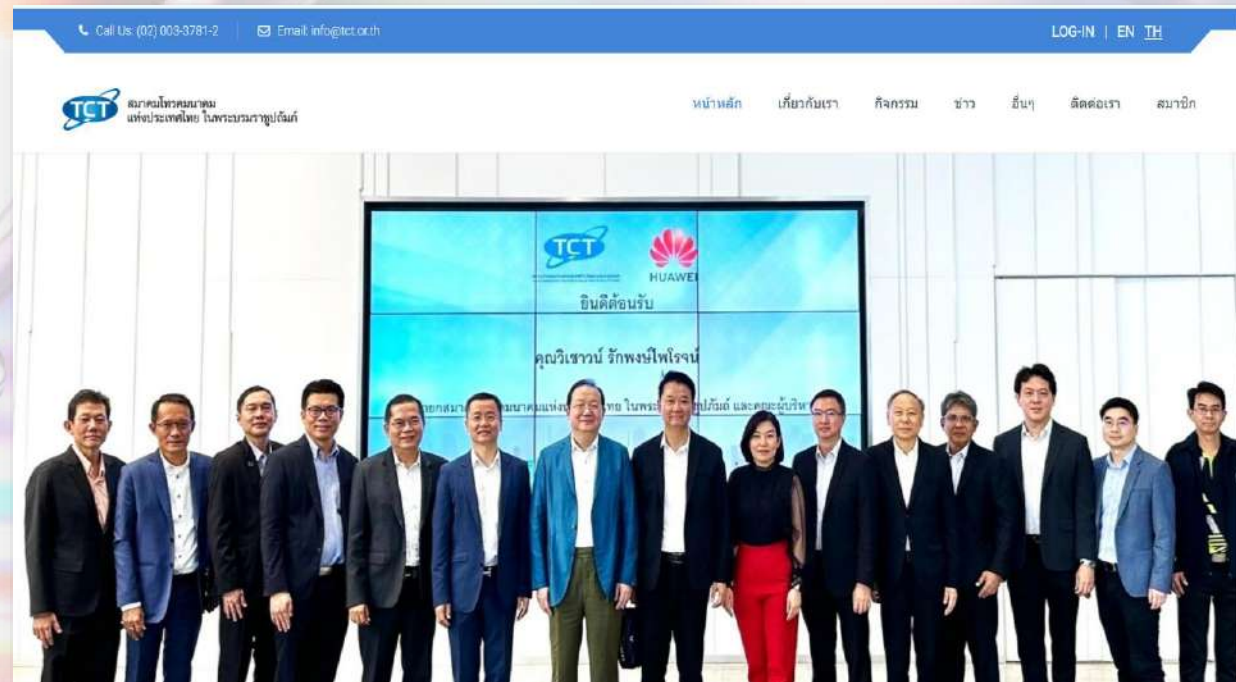 Call Us: (02) 003-3781-2
Email: info@tct.or.th
LOG-IN | EN TH
TCT
สมาคมโทรคมนาคม
แห่งประเทศไทย ในพระบรมราชูปถัมภ์
หน้าหลัก เกี่ยวกับเรา กิจกรรม ข่าว อื่นๆ ติดต่อเรา สมาชิก
TCT
HUAWEI
ยินดีต้อนรับ
คุณวิเชาวน์ รักพงษ์ไพโรจน์
ในพระ ถัมภ์ และคณะผู้บริหา